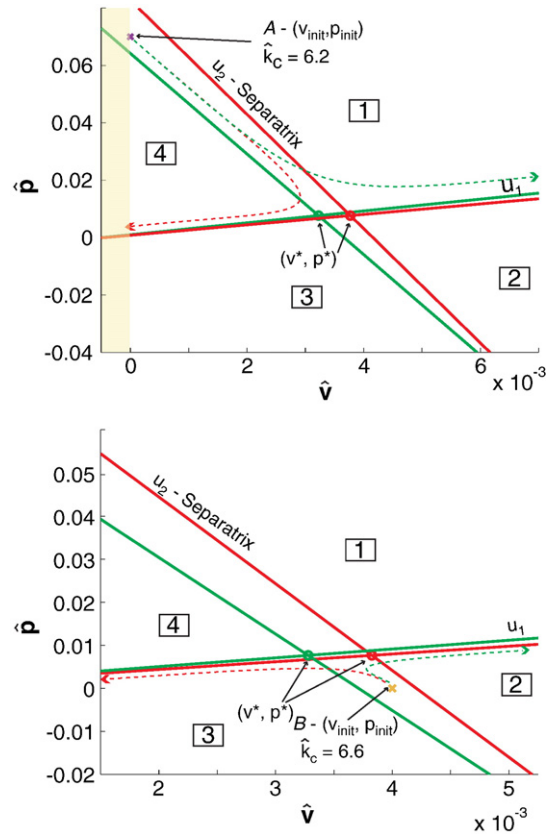 A - (v_init, p_init)
k̂_c = 6.2
0.06
0.04
0.02
0
-0.02
-0.04
p̂
u_2 - Separatrix
1
4
u_1
(v*, p*)
2
3
0 2 4 6
x 10^-3
v̂
0.05
0.04
0.03
0.02
0.01
0
-0.01
-0.02
p̂
u_2 - Separatrix
1
4
u_1
2
(v*, p*)
B - (v_init, p_init)
3
k̂_c = 6.6
2 3 4 5
x 10^-3
v̂